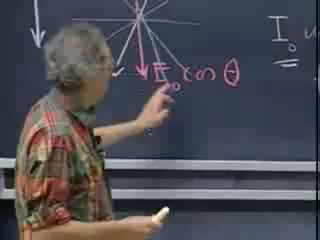 I₀
E₀ cos θ